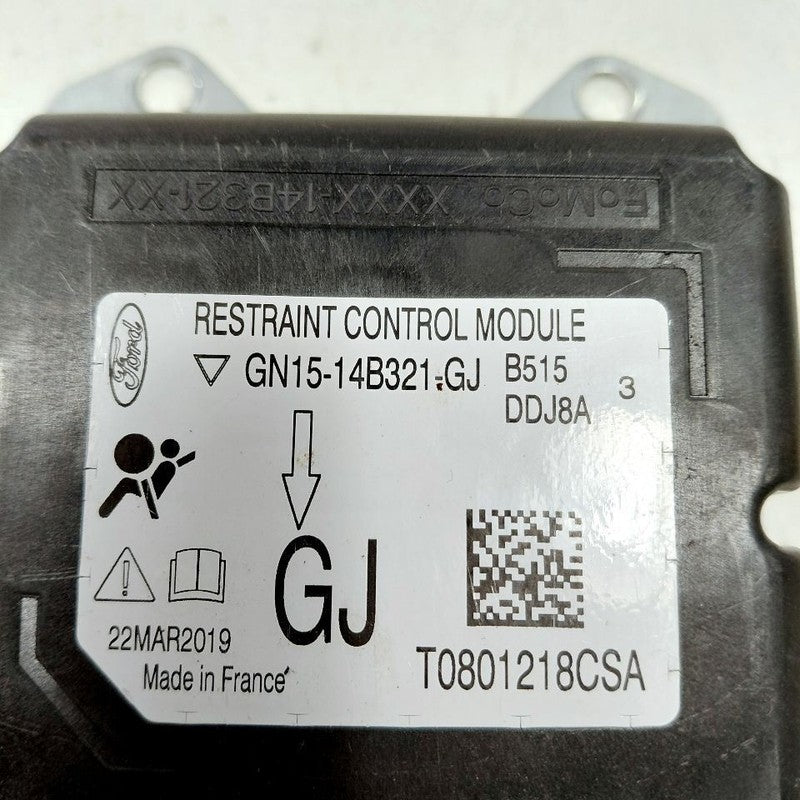 FoMoCo XXXX-14B321-XX
Ford
RESTRAINT CONTROL MODULE
GN15-14B321-GJ B515
DDJ8A 3
GJ
22MAR2019
Made in France
T0801218CSA